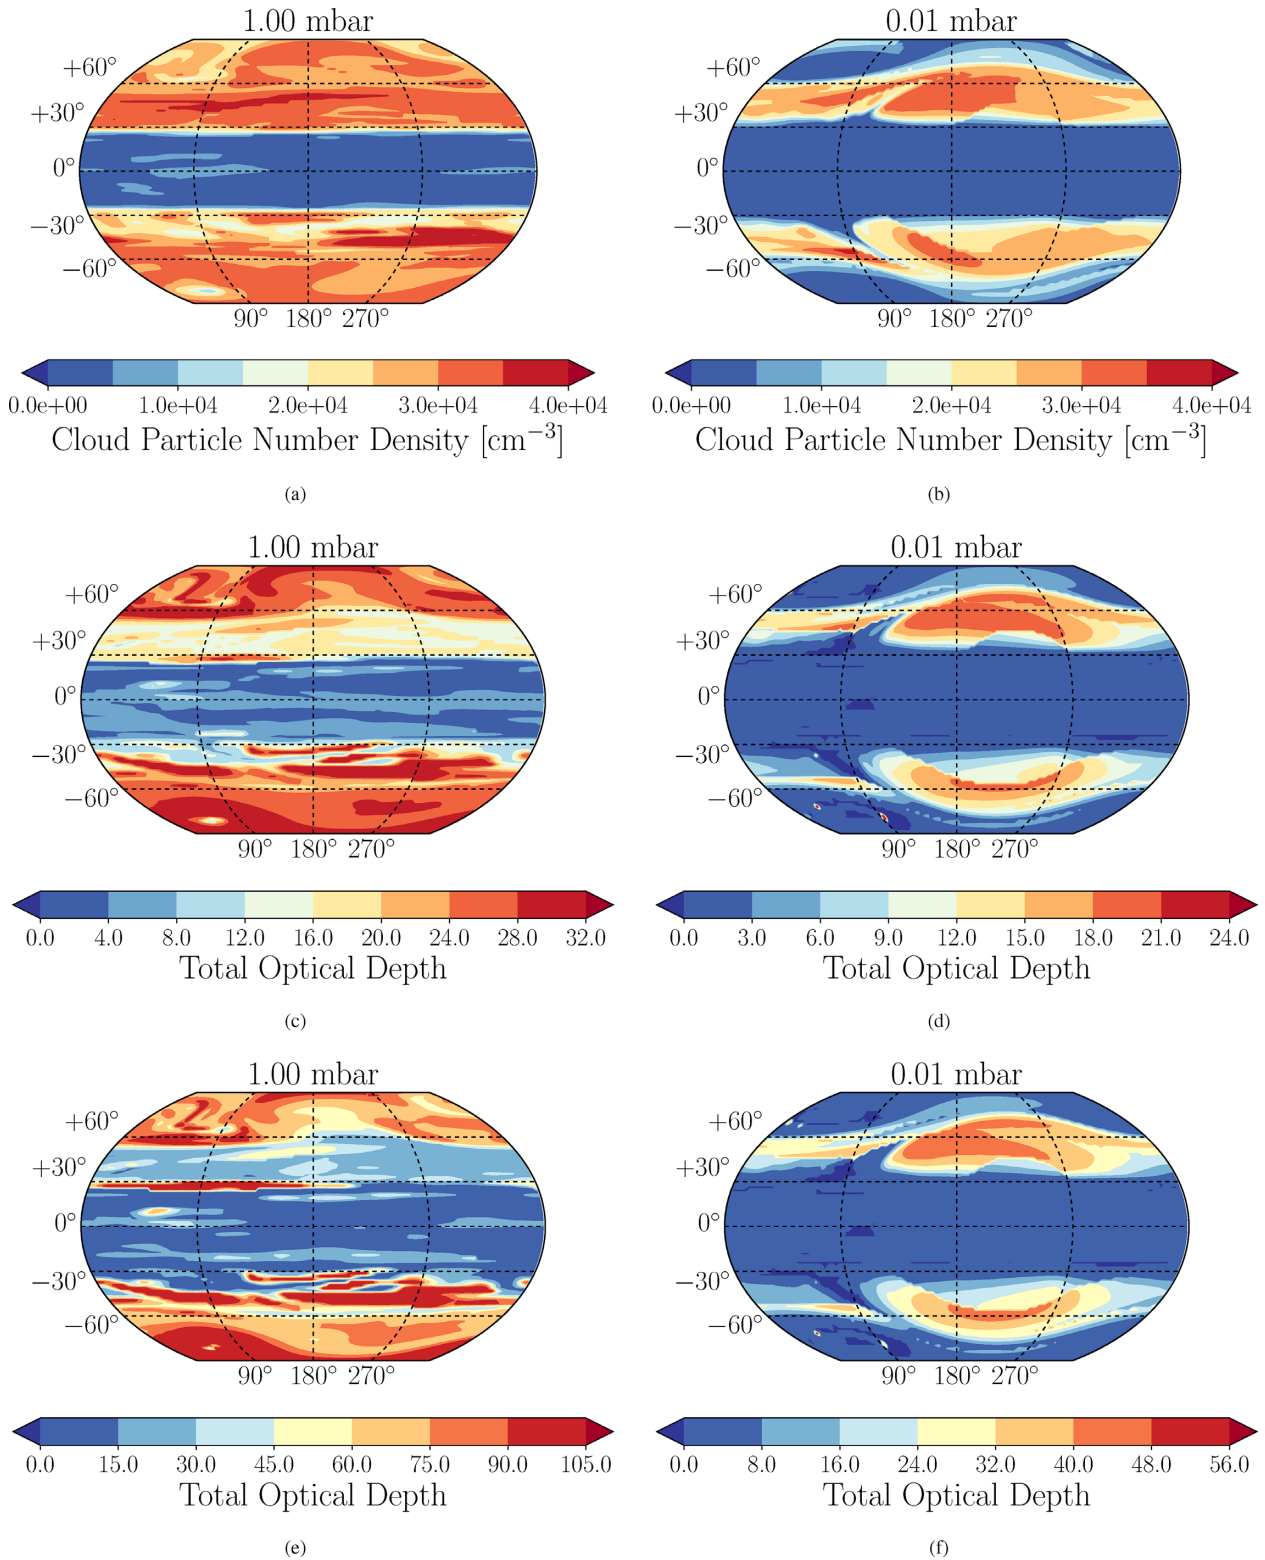 1.00 mbar
0.01 mbar
+60°
+30°
0°
−30°
−60°
90° 180° 270°
+60°
+30°
0°
−30°
−60°
90° 180° 270°
0.0e+00 1.0e+04 2.0e+04 3.0e+04 4.0e+04
Cloud Particle Number Density [cm⁻³]
0.0e+00 1.0e+04 2.0e+04 3.0e+04 4.0e+04
Cloud Particle Number Density [cm⁻³]
(a)
(b)
1.00 mbar
0.01 mbar
+60°
+30°
0°
−30°
−60°
90° 180° 270°
+60°
+30°
0°
−30°
−60°
90° 180° 270°
0.0 4.0 8.0 12.0 16.0 20.0 24.0 28.0 32.0
Total Optical Depth
0.0 3.0 6.0 9.0 12.0 15.0 18.0 21.0 24.0
Total Optical Depth
(c)
(d)
1.00 mbar
0.01 mbar
+60°
+30°
0°
−30°
−60°
90° 180° 270°
+60°
+30°
0°
−30°
−60°
90° 180° 270°
0.0 15.0 30.0 45.0 60.0 75.0 90.0 105.0
Total Optical Depth
0.0 8.0 16.0 24.0 32.0 40.0 48.0 56.0
Total Optical Depth
(e)
(f)